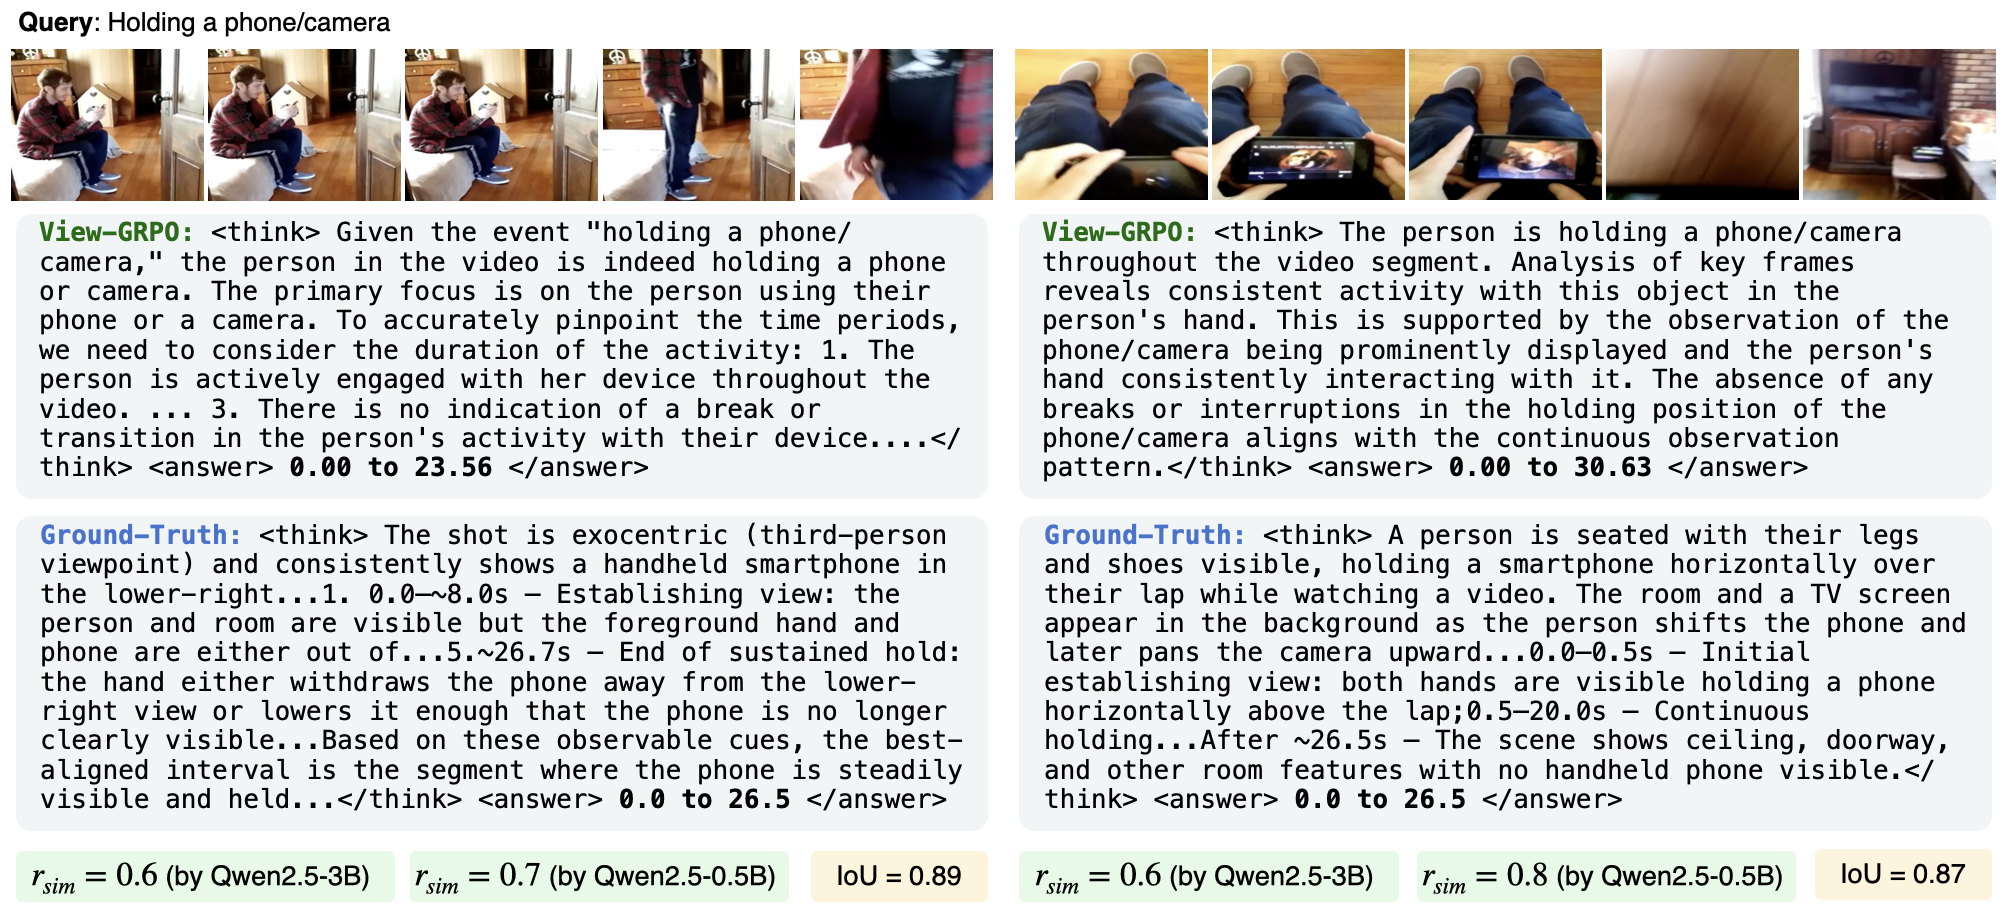 Query: Holding a phone/camera
View-GRPO: <think> Given the event "holding a phone/
camera," the person in the video is indeed holding a phone
or camera. The primary focus is on the person using their
phone or a camera. To accurately pinpoint the time periods,
we need to consider the duration of the activity: 1. The
person is actively engaged with her device throughout the
video. ... 3. There is no indication of a break or
transition in the person's activity with their device....</
think> <answer> 0.00 to 23.56 </answer>
Ground-Truth: <think> The shot is exocentric (third-person
viewpoint) and consistently shows a handheld smartphone in
the lower-right...1. 0.0–~8.0s – Establishing view: the
person and room are visible but the foreground hand and
phone are either out of...5.~26.7s – End of sustained hold:
the hand either withdraws the phone away from the lower-
right view or lowers it enough that the phone is no longer
clearly visible...Based on these observable cues, the best-
aligned interval is the segment where the phone is steadily
visible and held...</think> <answer> 0.0 to 26.5 </answer>
r_sim = 0.6 (by Qwen2.5-3B)
r_sim = 0.7 (by Qwen2.5-0.5B)
IoU = 0.89
View-GRPO: <think> The person is holding a phone/camera
throughout the video segment. Analysis of key frames
reveals consistent activity with this object in the
person's hand. This is supported by the observation of the
phone/camera being prominently displayed and the person's
hand consistently interacting with it. The absence of any
breaks or interruptions in the holding position of the
phone/camera aligns with the continuous observation
pattern.</think> <answer> 0.00 to 30.63 </answer>
Ground-Truth: <think> A person is seated with their legs
and shoes visible, holding a smartphone horizontally over
their lap while watching a video. The room and a TV screen
appear in the background as the person shifts the phone and
later pans the camera upward...0.0–0.5s – Initial
establishing view: both hands are visible holding a phone
horizontally above the lap;0.5–20.0s – Continuous
holding...After ~26.5s – The scene shows ceiling, doorway,
and other room features with no handheld phone visible.</
think> <answer> 0.0 to 26.5 </answer>
r_sim = 0.6 (by Qwen2.5-3B)
r_sim = 0.8 (by Qwen2.5-0.5B)
IoU = 0.87